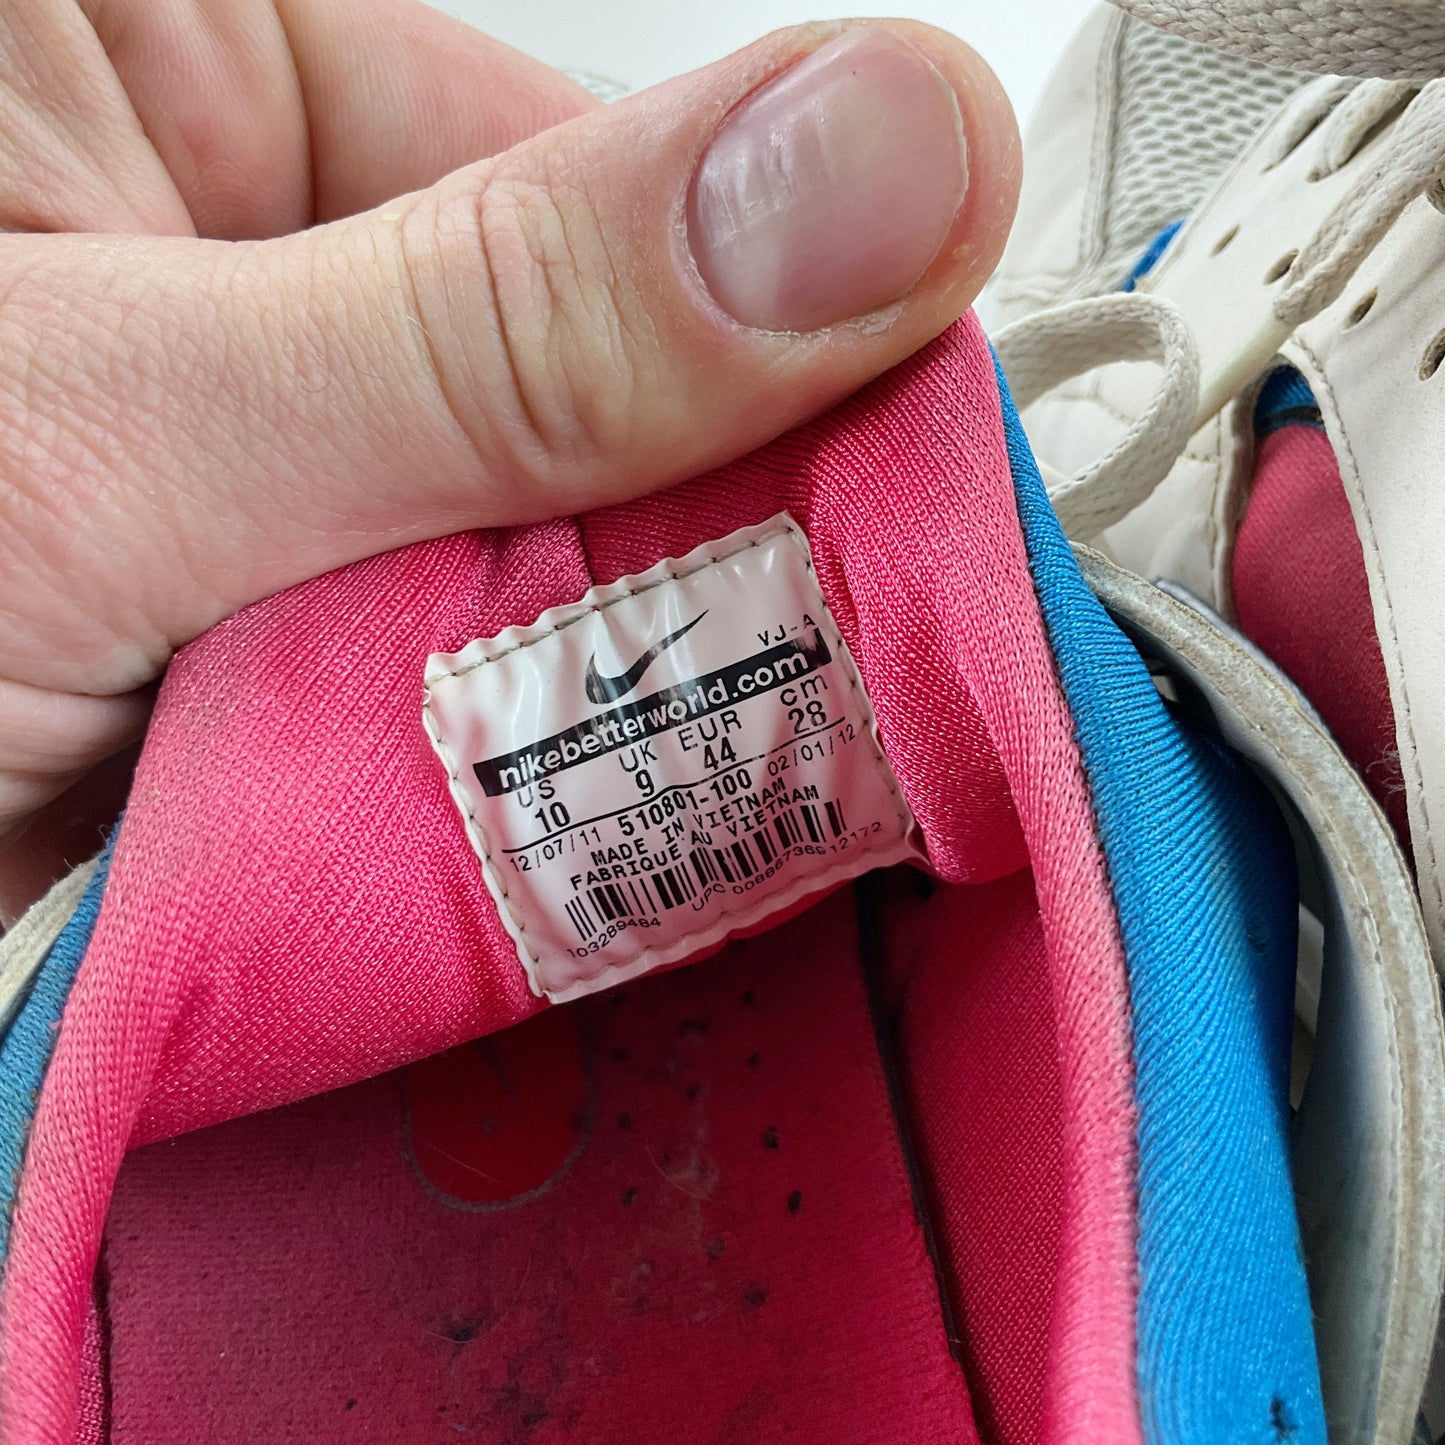 VJ-A
nikebetterworld.com
US UK EUR cm
10 9 44 28
12/07/11 510801-100 02/01/12
MADE IN VIETNAM
FABRIQUE AU VIETNAM
103289484 UPC